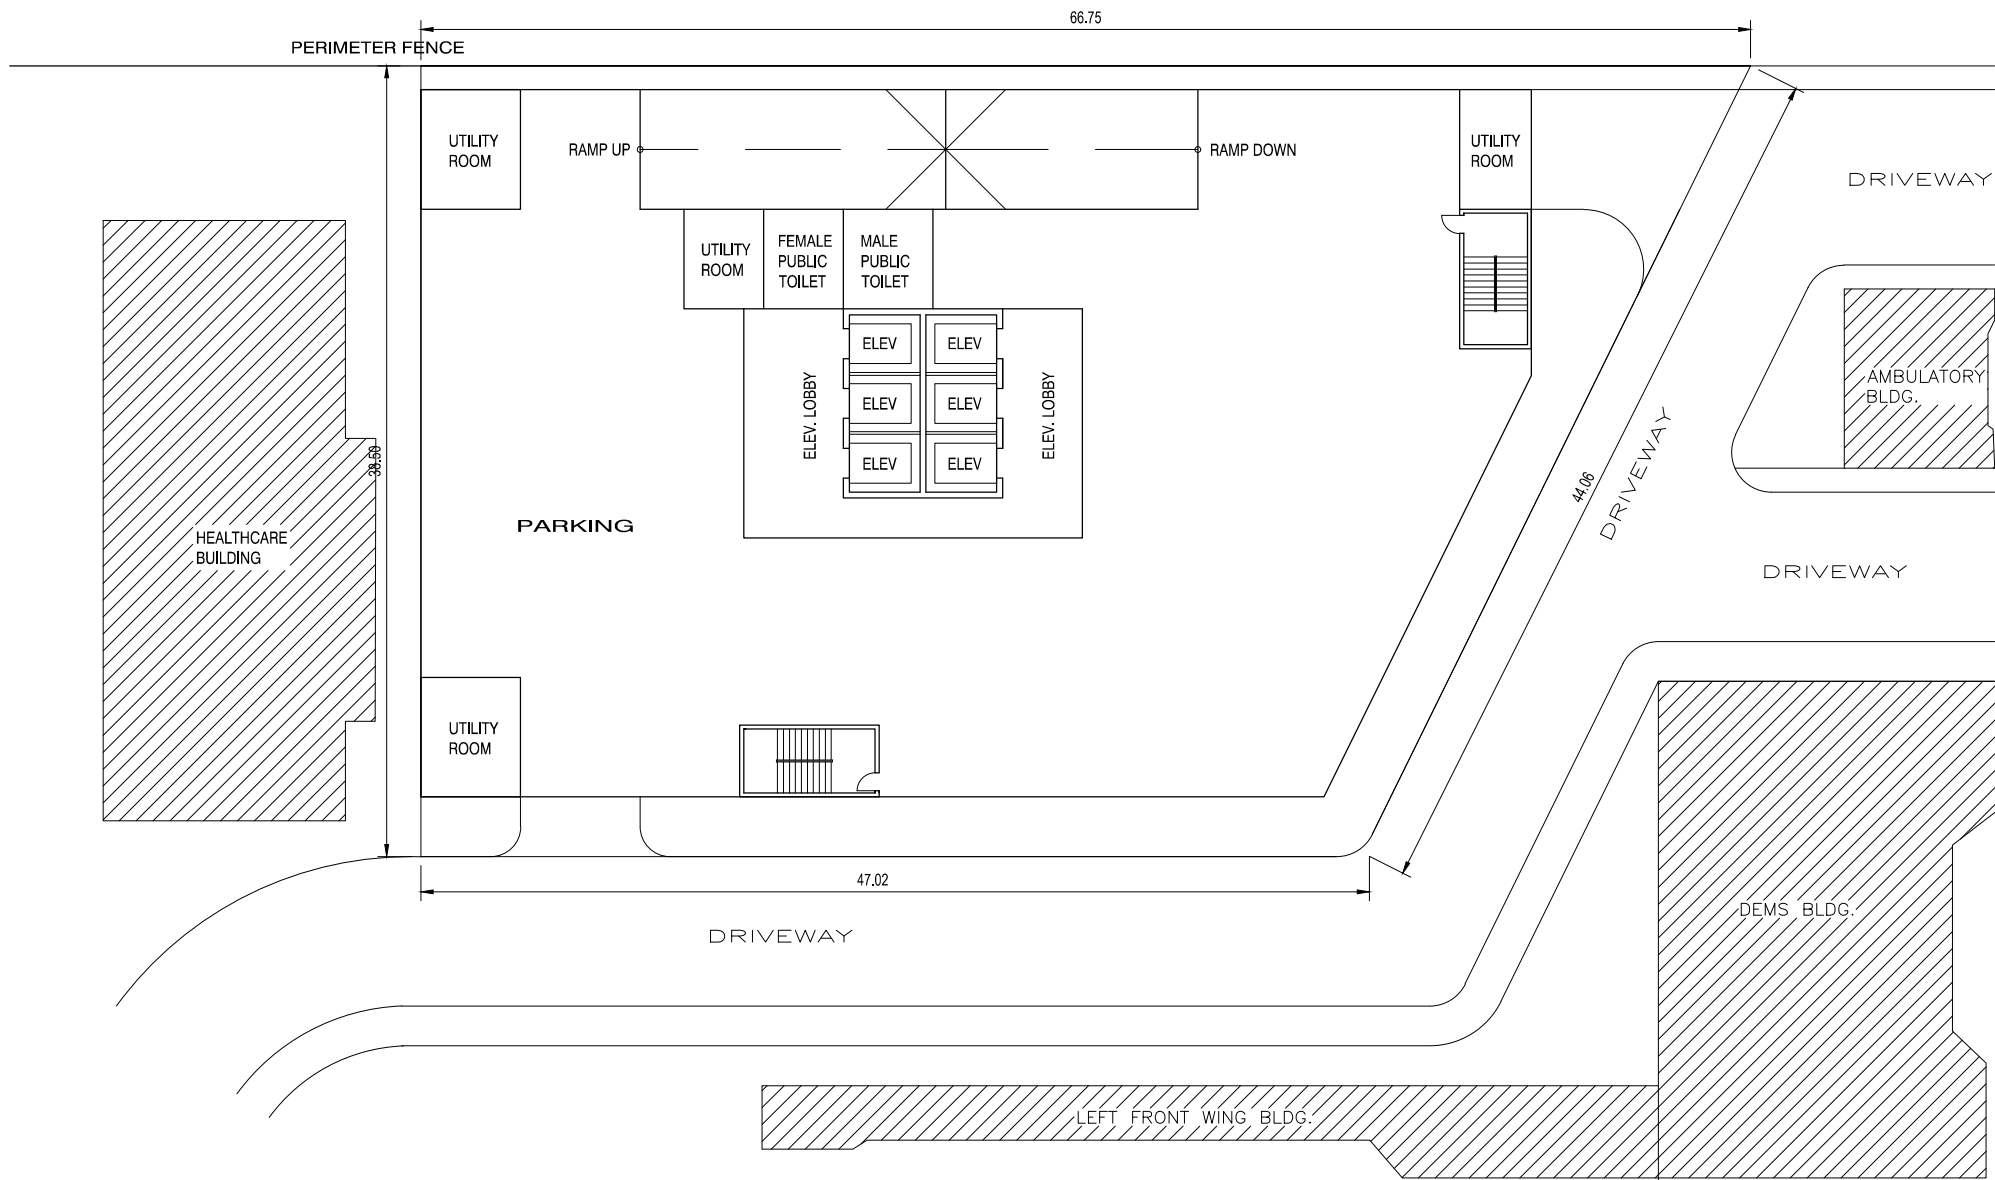 66.75
PERIMETER FENCE
UTILITY
ROOM
RAMP UP
RAMP DOWN
UTILITY
ROOM
DRIVEWAY
UTILITY
ROOM
FEMALE
PUBLIC
TOILET
MALE
PUBLIC
TOILET
ELEV
ELEV
ELEV
ELEV
ELEV
ELEV
ELEV. LOBBY
ELEV. LOBBY
AMBULATORY
BLDG.
38.50
44.06
DRIVEWAY
PARKING
HEALTHCARE
BUILDING
DRIVEWAY
UTILITY
ROOM
47.02
DRIVEWAY
DEMS BLDG.
LEFT FRONT WING BLDG.